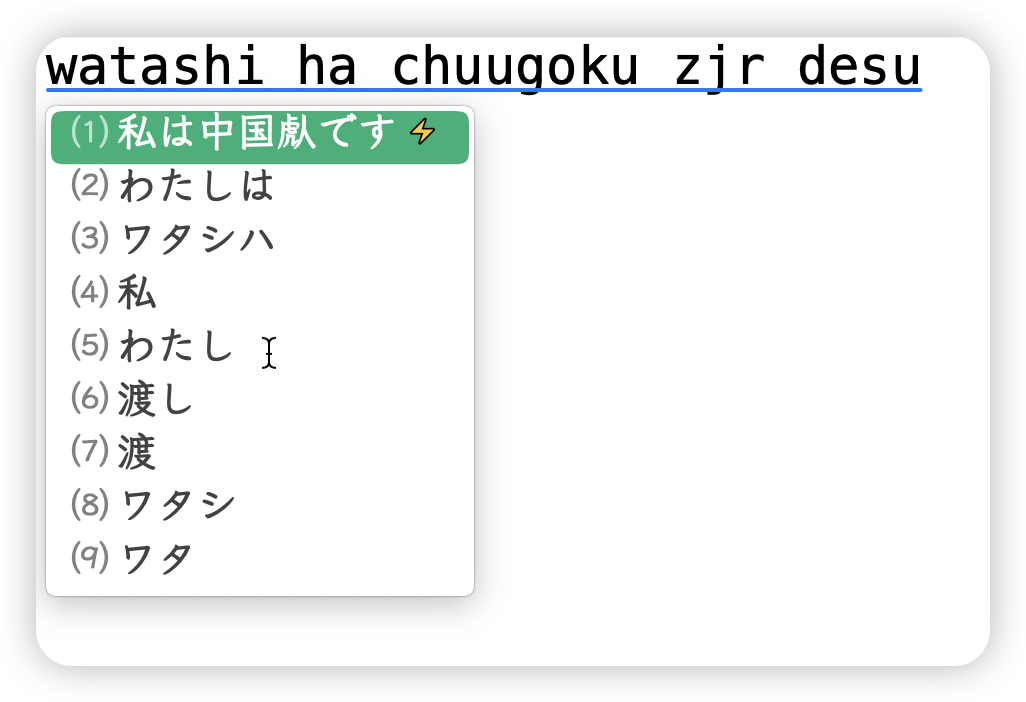 watashi ha chuugoku zjr desu
(1) 私は中国です ⚡
(2) わたしは
(3) ワタシハ
(4) 私
(5) わたし
(6) 渡し
(7) 渡
(8) ワタシ
(9) ワタ